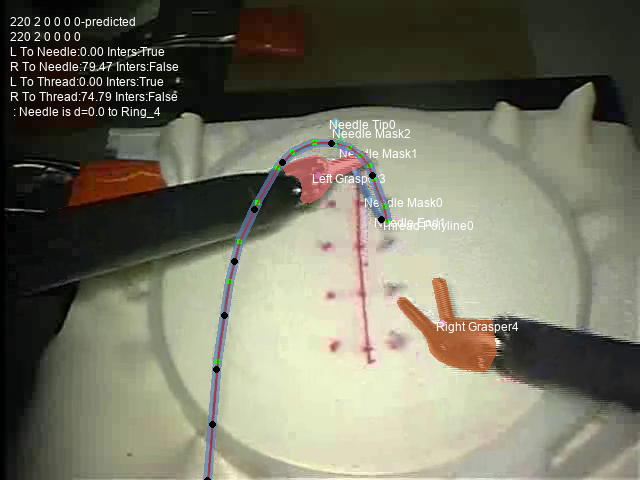 220 2 0 0 0 0-predicted
220 2 0 0 0 0
L To Needle:0.00 Inters:True
R To Needle:79.47 Inters:False
L To Thread:0.00 Inters:True
R To Thread:74.79 Inters:False
: Needle is d=0.0 to Ring_4
Needle Tip0
Needle Mask2
Needle Mask1
Left Grasper3
Needle Mask0
Needle End1
Thread Polyline0
Right Grasper4